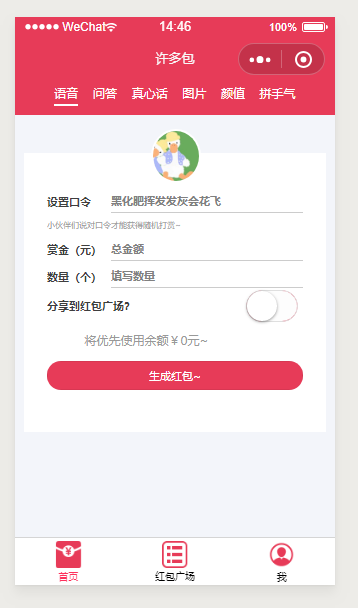 WeChat 14:46 100%
许多包
语音 问答 真心话 图片 颜值 拼手气
设置口令 黑化肥挥发发灰会花飞
小伙伴们说对口令才能获得随机打赏~
赏金（元） 总金额
数量（个） 填写数量
分享到红包广场?
将优先使用余额￥0元~
生成红包~
首页 红包广场 我